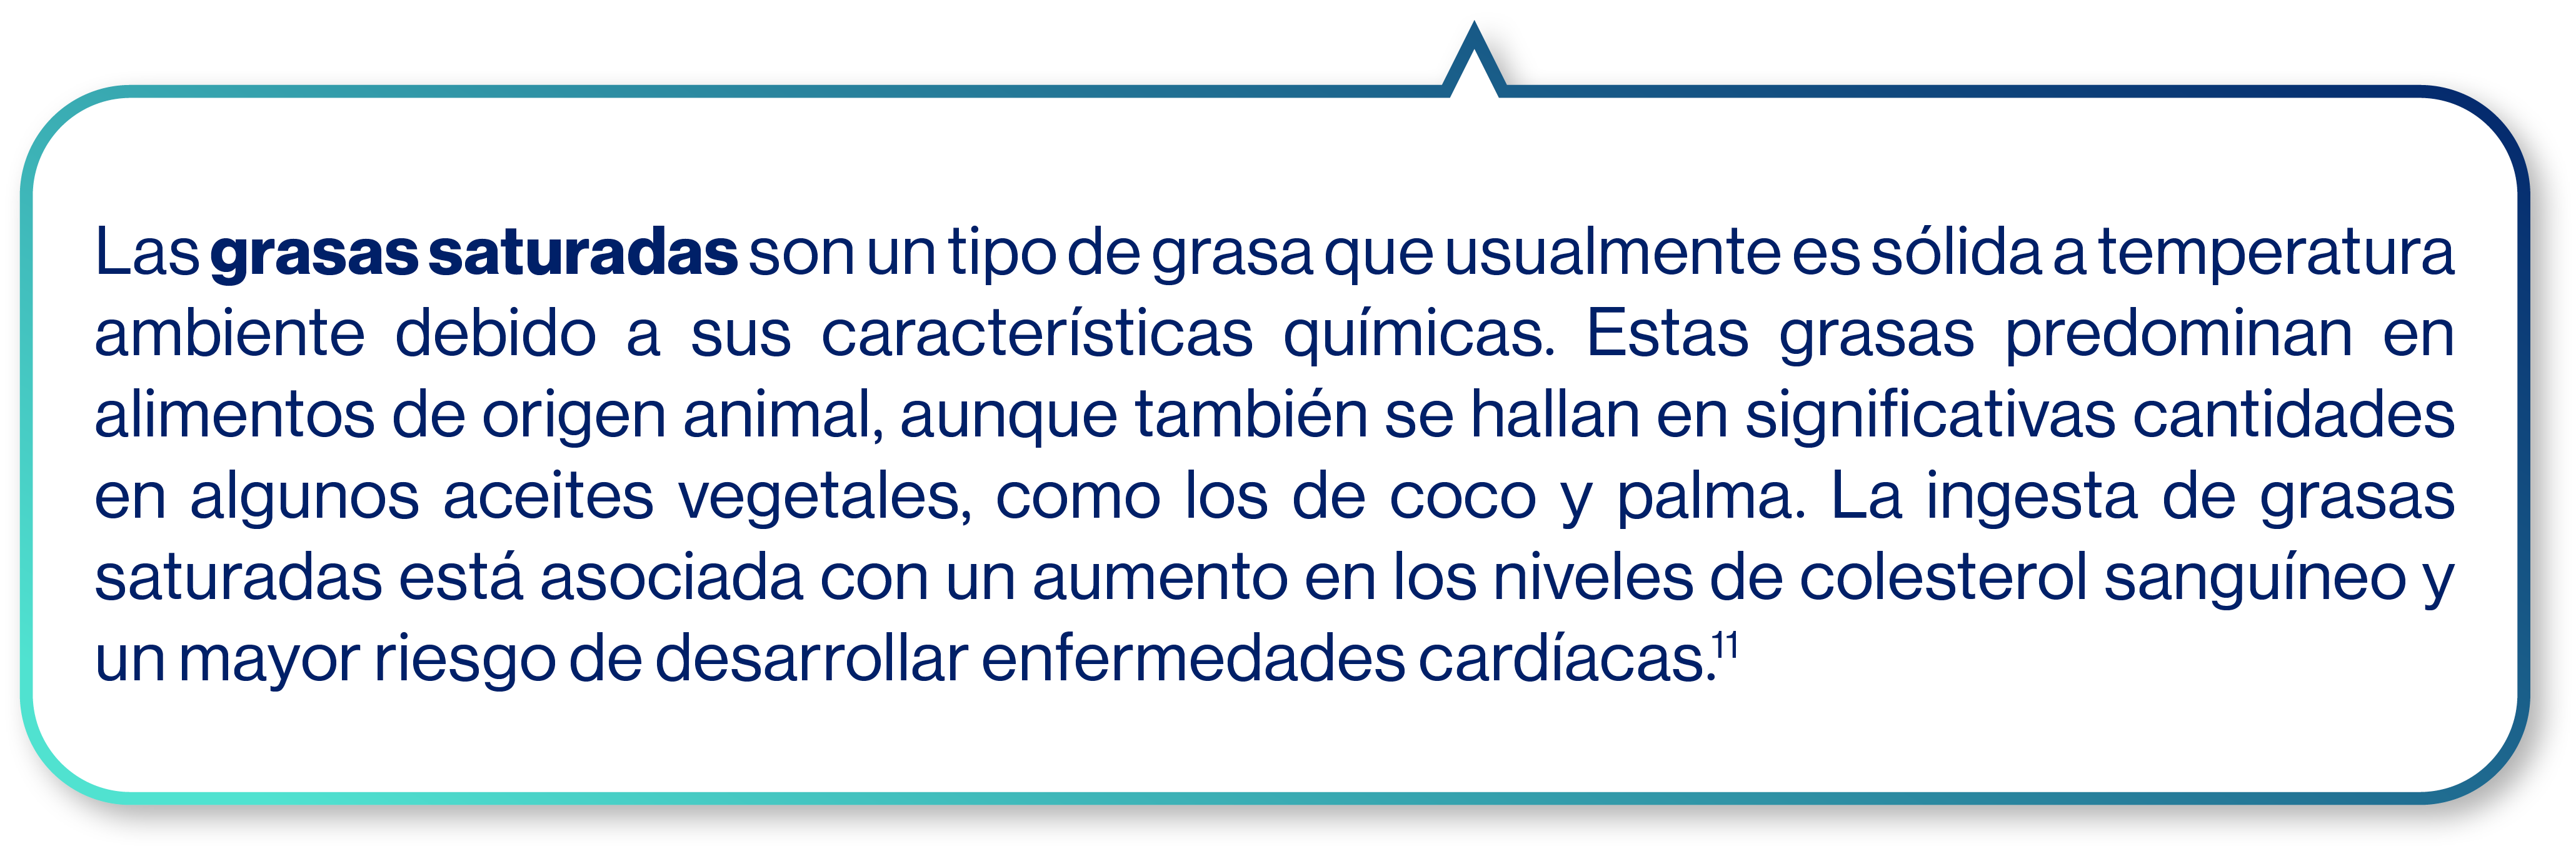 Las grasas saturadas son un tipo de grasa que usualmente es sólida a temperatura
ambiente debido a sus características químicas. Estas grasas predominan en
alimentos de origen animal, aunque también se hallan en significativas cantidades
en algunos aceites vegetales, como los de coco y palma. La ingesta de grasas
saturadas está asociada con un aumento en los niveles de colesterol sanguíneo y
un mayor riesgo de desarrollar enfermedades cardíacas.¹¹